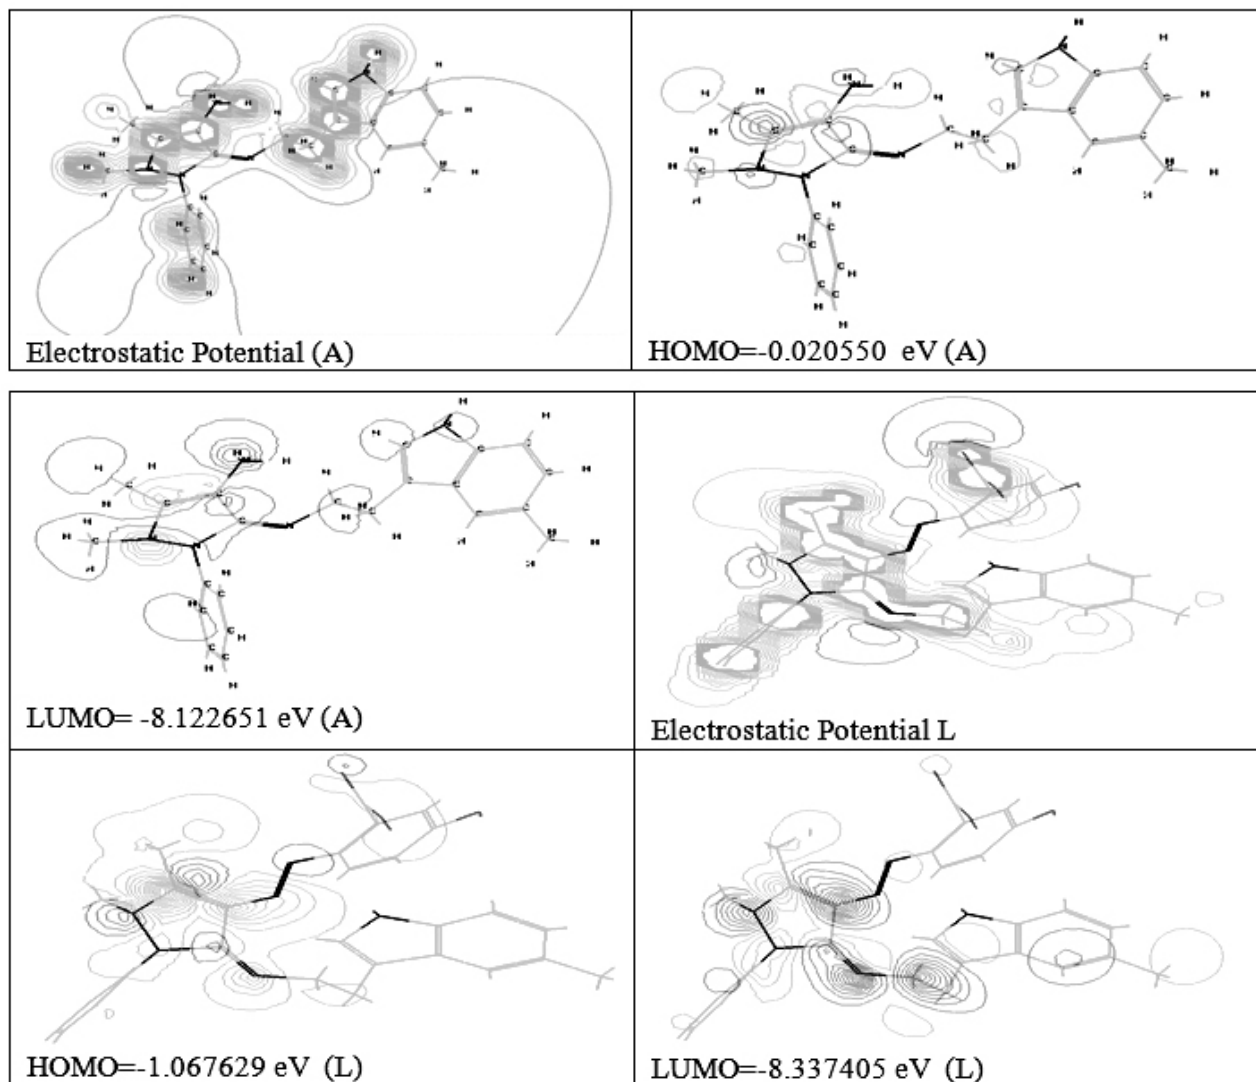 Electrostatic Potential (A)
HOMO=-0.020550 eV (A)
LUMO= -8.122651 eV (A)
Electrostatic Potential L
HOMO=-1.067629 eV (L)
LUMO=-8.337405 eV (L)